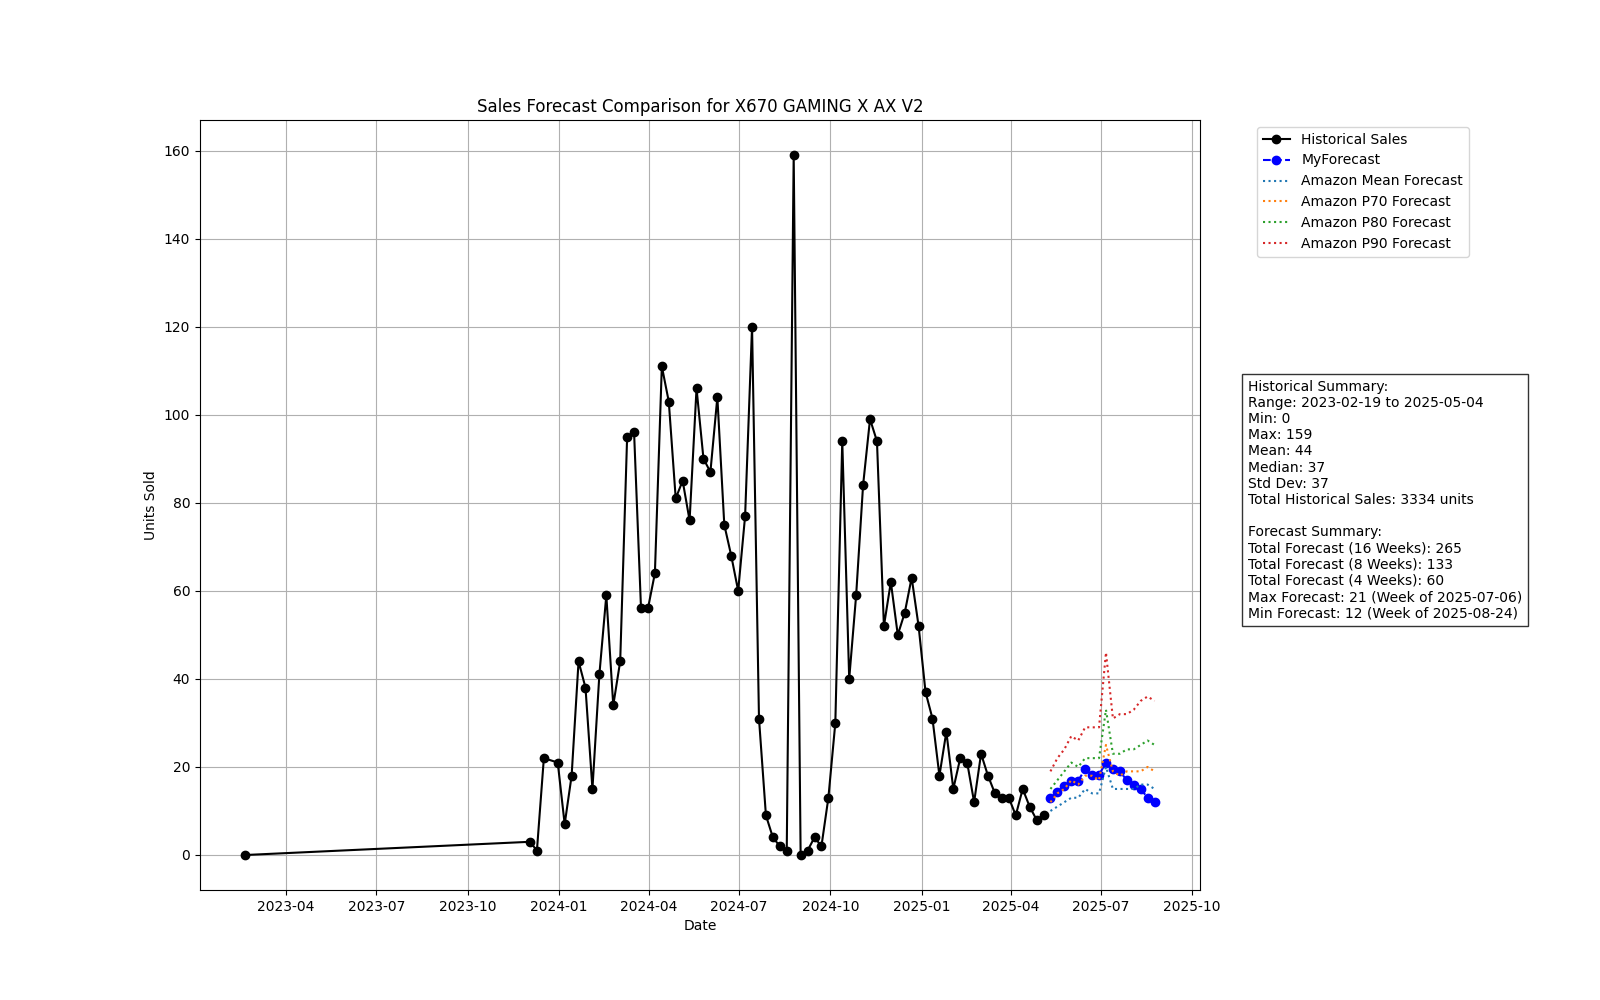 Sales Forecast Comparison for X670 GAMING X AX V2
Historical Sales
MyForecast
Amazon Mean Forecast
Amazon P70 Forecast
Amazon P80 Forecast
Amazon P90 Forecast
160
140
120
100
80
60
40
20
0
Units Sold
2023-04
2023-07
2023-10
2024-01
2024-04
2024-07
2024-10
2025-01
2025-04
2025-07
2025-10
Date
Historical Summary:
Range: 2023-02-19 to 2025-05-04
Min: 0
Max: 159
Mean: 44
Median: 37
Std Dev: 37
Total Historical Sales: 3334 units
Forecast Summary:
Total Forecast (16 Weeks): 265
Total Forecast (8 Weeks): 133
Total Forecast (4 Weeks): 60
Max Forecast: 21 (Week of 2025-07-06)
Min Forecast: 12 (Week of 2025-08-24)